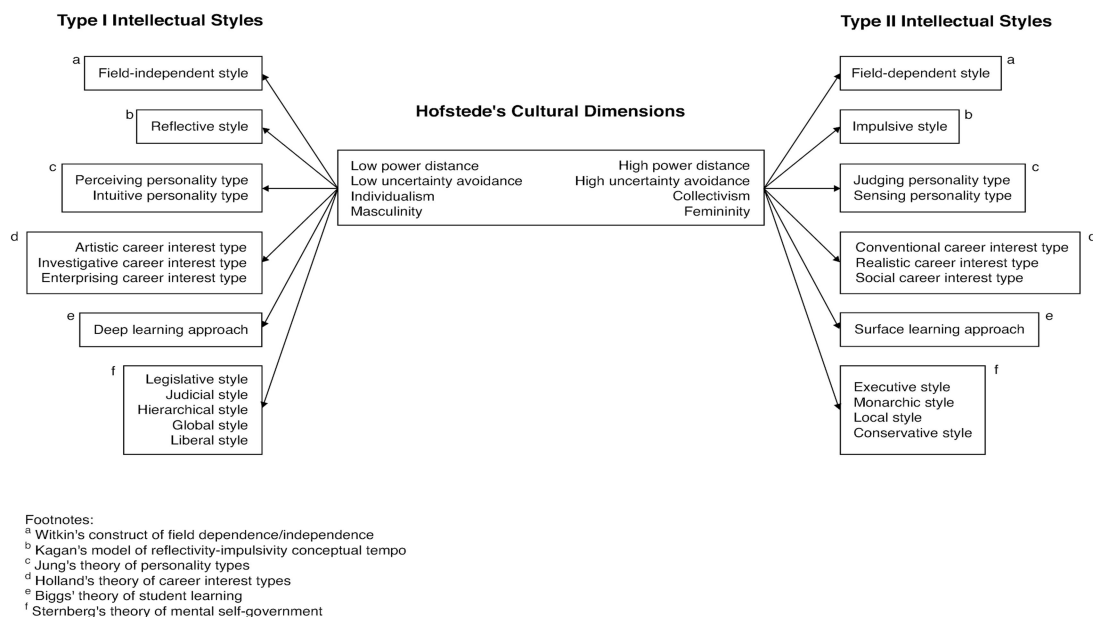 Type I Intellectual Styles
Type II Intellectual Styles
a
Field-independent style
b
Reflective style
c
Perceiving personality type
Intuitive personality type
d
Artistic career interest type
Investigative career interest type
Enterprising career interest type
e
Deep learning approach
f
Legislative style
Judicial style
Hierarchical style
Global style
Liberal style
Hofstede's Cultural Dimensions
Low power distance
Low uncertainty avoidance
Individualism
Masculinity
High power distance
High uncertainty avoidance
Collectivism
Femininity
Field-dependent style
a
Impulsive style
b
Judging personality type
Sensing personality type
c
Conventional career interest type
Realistic career interest type
Social career interest type
Surface learning approach
e
Executive style
Monarchic style
Local style
Conservative style
f
Footnotes:
a Witkin's construct of field dependence/independence
b Kagan's model of reflectivity-impulsivity conceptual tempo
c Jung's theory of personality types
d Holland's theory of career interest types
e Biggs' theory of student learning
f Sternberg's theory of mental self-government